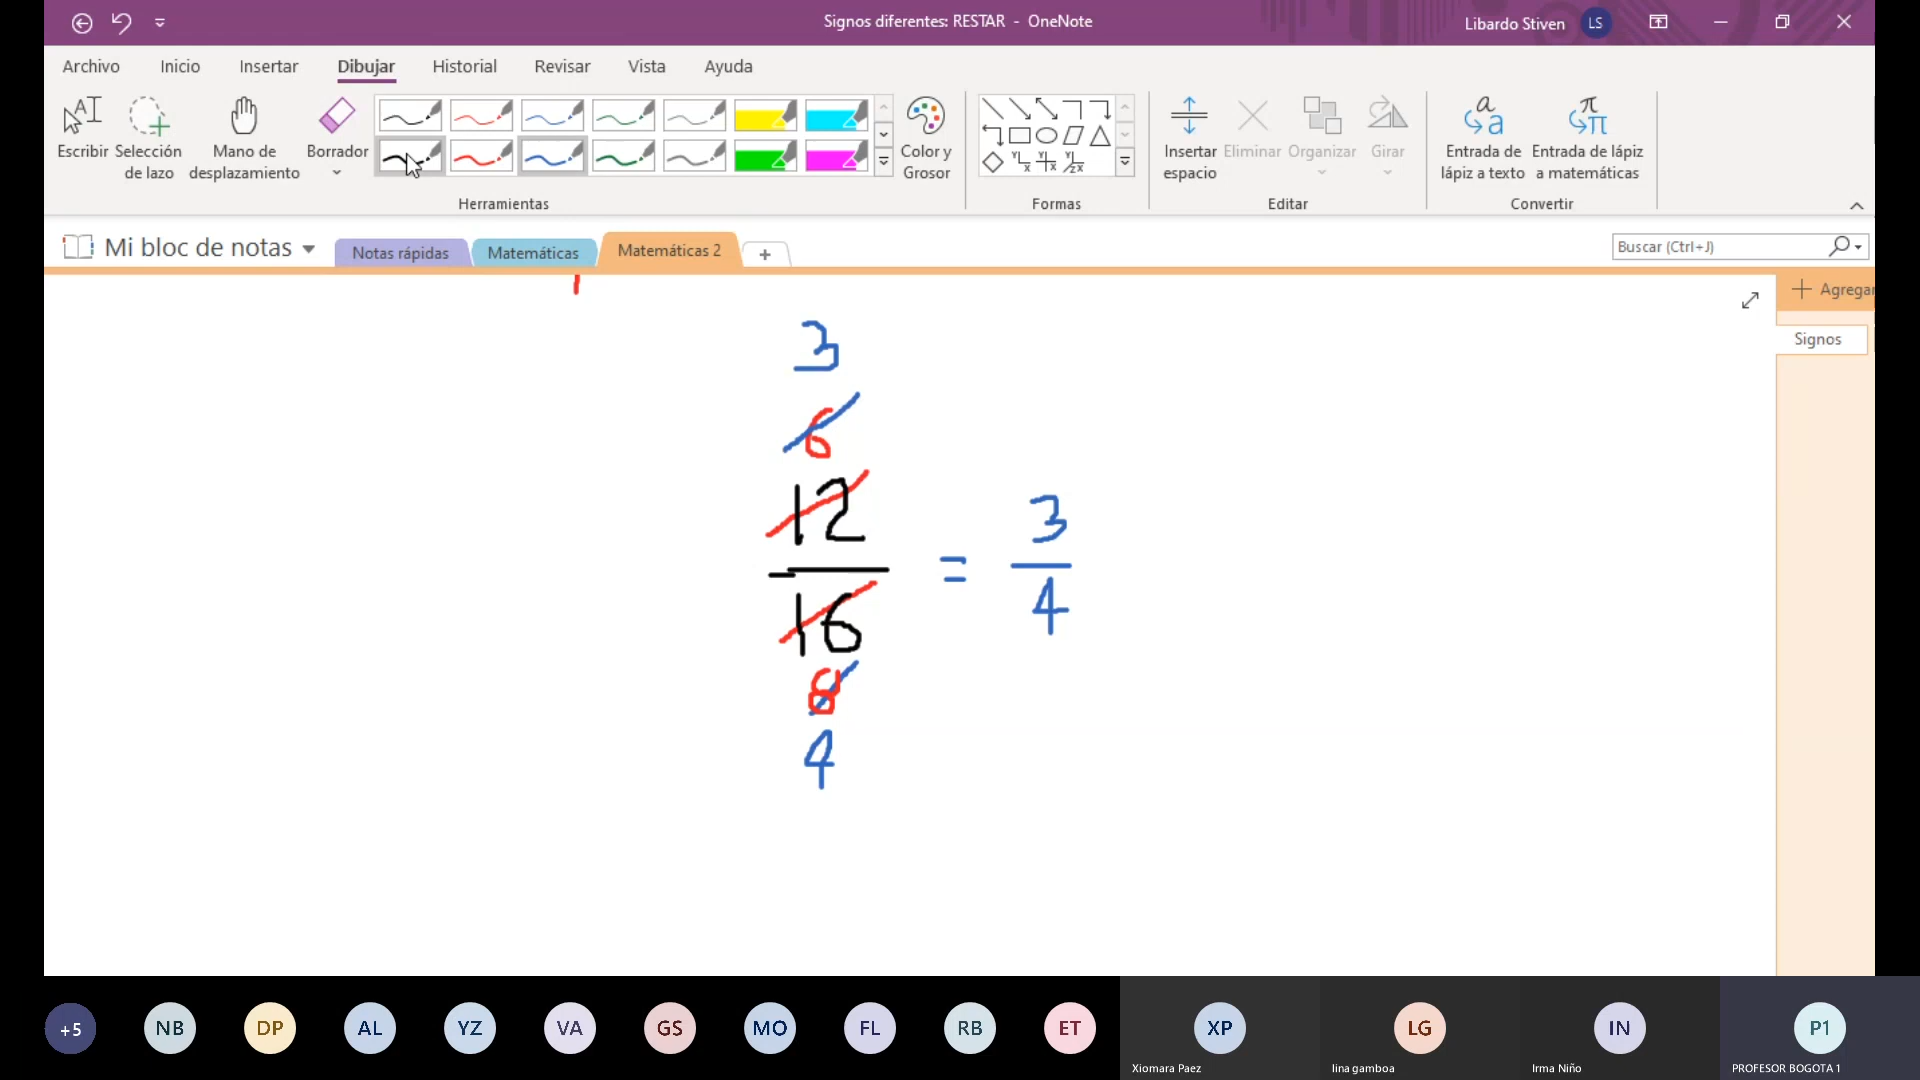 Signos diferentes: RESTAR - OneNote
Libardo Stiven LS
Archivo Inicio Insertar Dibujar Historial Revisar Vista Ayuda
Escribir
Selección de lazo
Mano de desplazamiento
Borrador
Color y Grosor
Insertar espacio
Eliminar
Organizar
Girar
Entrada de lápiz a texto
Entrada de lápiz a matemáticas
Herramientas Formas Editar Convertir
Mi bloc de notas Notas rápidas Matemáticas Matemáticas 2 +
Buscar (Ctrl+J)
Agregar
Signos
3
6
12
16
8
4
= 3
4
+5 NB DP AL YZ VA GS MO FL RB ET XP LG IN P1
Xiomara Paez lina gamboa Irma Niño PROFESOR BOGOTA 1